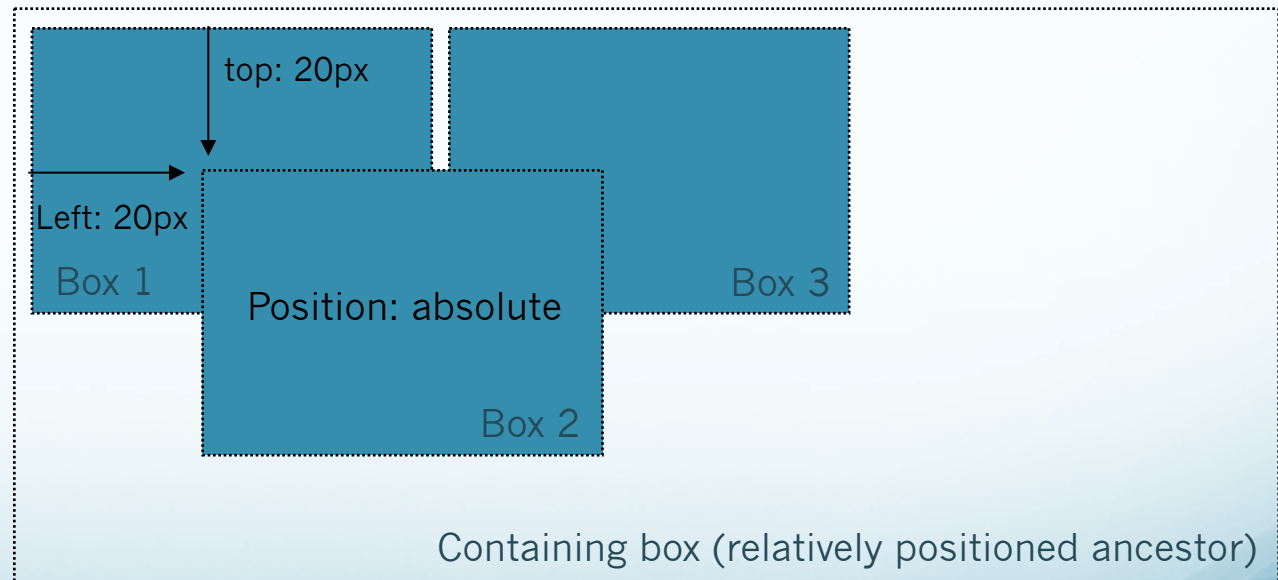 top: 20px
Left: 20px
Box 1
Box 3
Position: absolute
Box 2
Containing box (relatively positioned ancestor)